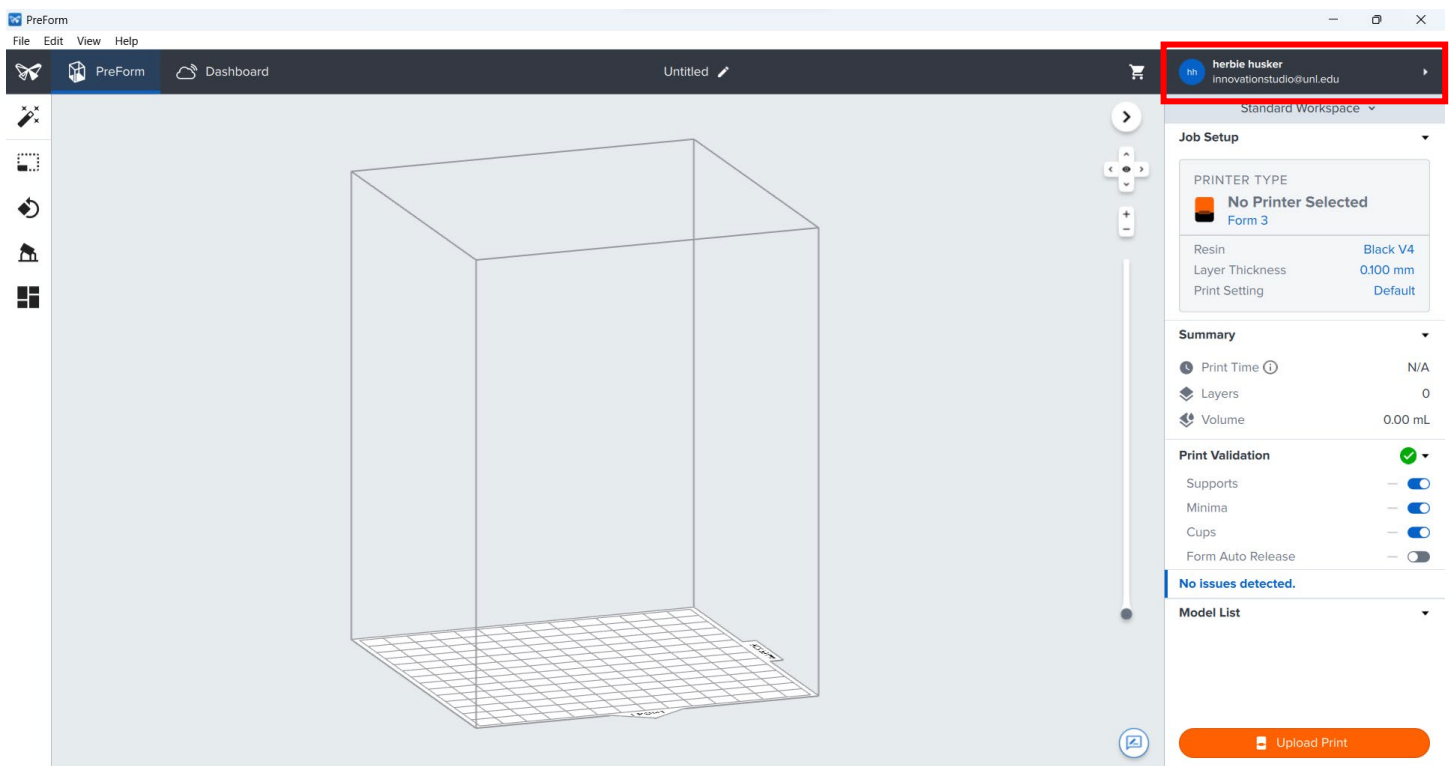 PreForm
File Edit View Help
PreForm Dashboard Untitled
hh herbie husker
innovationstudio@unl.edu
Standard Workspace
Job Setup
PRINTER TYPE
No Printer Selected
Form 3
Resin Black V4
Layer Thickness 0.100 mm
Print Setting Default
Summary
Print Time N/A
Layers 0
Volume 0.00 mL
Print Validation
Supports
Minima
Cups
Form Auto Release
No issues detected.
Model List
Upload Print